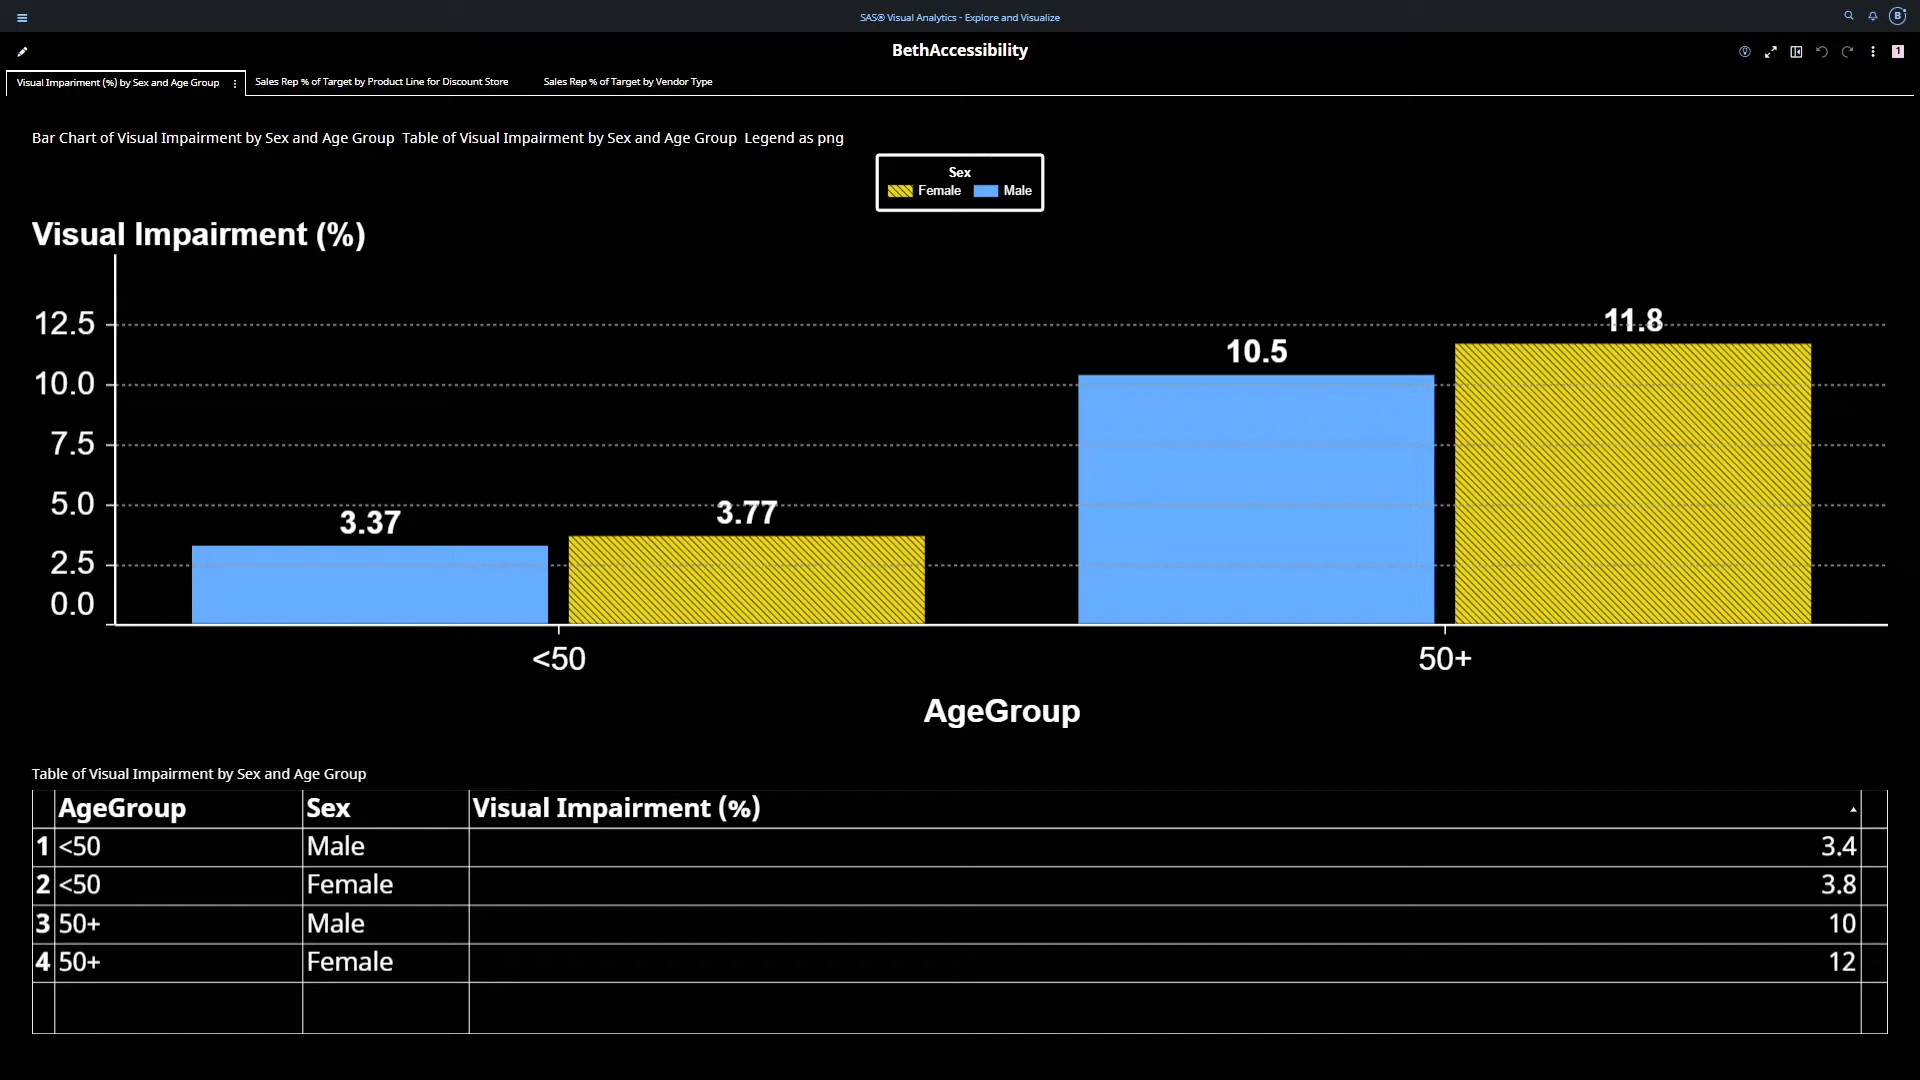 SAS® Visual Analytics - Explore and Visualize
B
BethAccessibility
1
Visual Impariment (%) by Sex and Age Group
Sales Rep % of Target by Product Line for Discount Store
Sales Rep % of Target by Vendor Type
Bar Chart of Visual Impairment by Sex and Age Group Table of Visual Impairment by Sex and Age Group Legend as png
Sex
Female Male
Visual Impairment (%)
12.5
10.0
7.5
5.0
2.5
0.0
3.37
3.77
10.5
11.8
<50
50+
AgeGroup
Table of Visual Impairment by Sex and Age Group
AgeGroup Sex Visual Impairment (%)
1 <50 Male 3.4
2 <50 Female 3.8
3 50+ Male 10
4 50+ Female 12